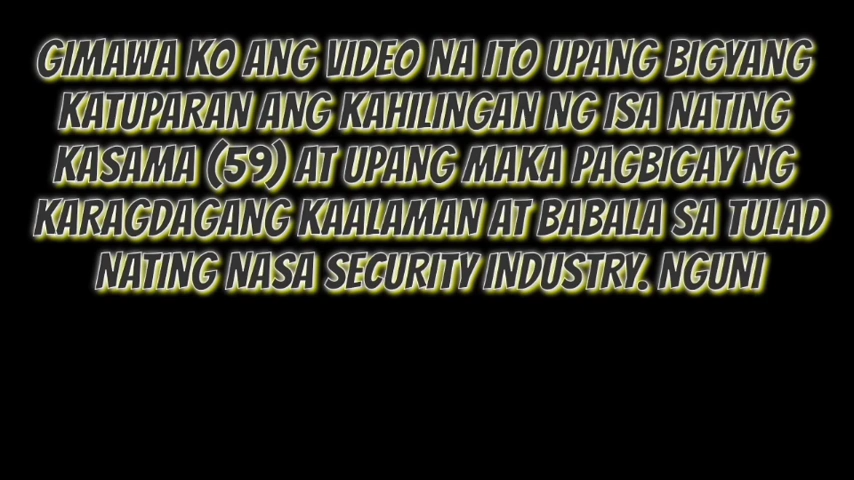 GIMAWA KO ANG VIDEO NA ITO UPANG BIGYANG
KATUPARAN ANG KAHILINGAN NG ISA NATING
KASAMA (59) AT UPANG MAKA PAGBIGAY NG
KARAGDAGANG KAALAMAN AT BABALA SA TULAD
NATING NASA SECURITY INDUSTRY. NGUNI